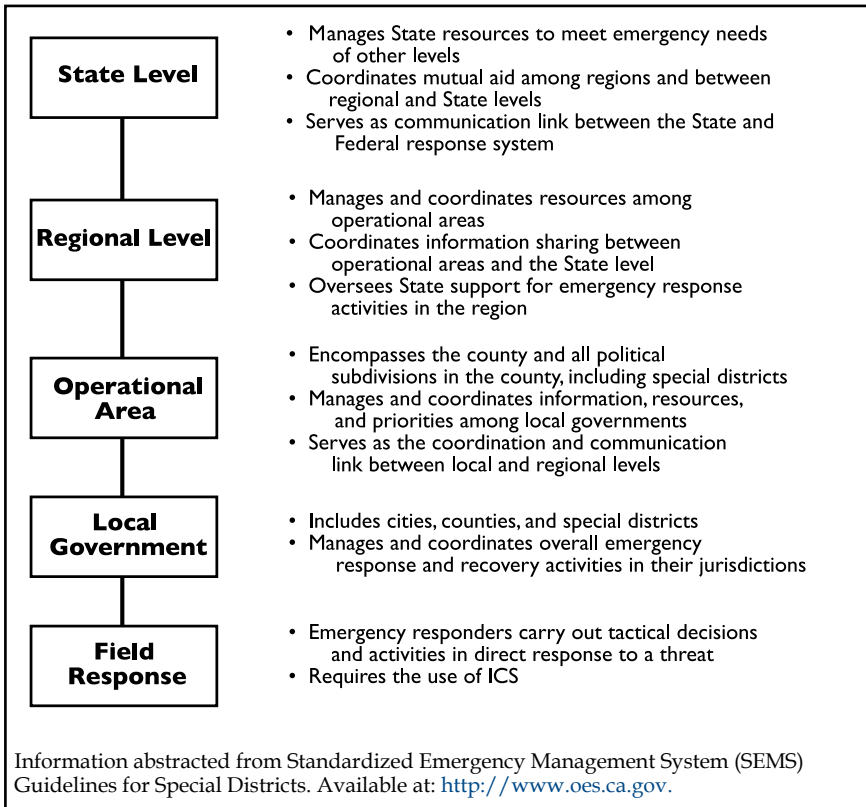 State Level
• Manages State resources to meet emergency needs
of other levels
• Coordinates mutual aid among regions and between
regional and State levels
• Serves as communication link between the State and
Federal response system
Regional Level
• Manages and coordinates resources among
operational areas
• Coordinates information sharing between
operational areas and the State level
• Oversees State support for emergency response
activities in the region
Operational
Area
• Encompasses the county and all political
subdivisions in the county, including special districts
• Manages and coordinates information, resources,
and priorities among local governments
• Serves as the coordination and communication
link between local and regional levels
Local
Government
• Includes cities, counties, and special districts
• Manages and coordinates overall emergency
response and recovery activities in their jurisdictions
Field
Response
• Emergency responders carry out tactical decisions
and activities in direct response to a threat
• Requires the use of ICS
Information abstracted from Standardized Emergency Management System (SEMS)
Guidelines for Special Districts. Available at: http://www.oes.ca.gov.